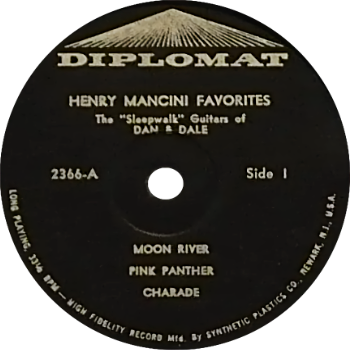 DIPLOMAT
HENRY MANCINI FAVORITES
The "Sleepwalk" Guitars of
DAN & DALE
2366-A
Side 1
MOON RIVER
PINK PANTHER
CHARADE
LONG PLAYING, 33⅓ RPM — HIGH FIDELITY RECORD Mfd. By SYNTHETIC PLASTICS CO., NEWARK, N.J., U.S.A.